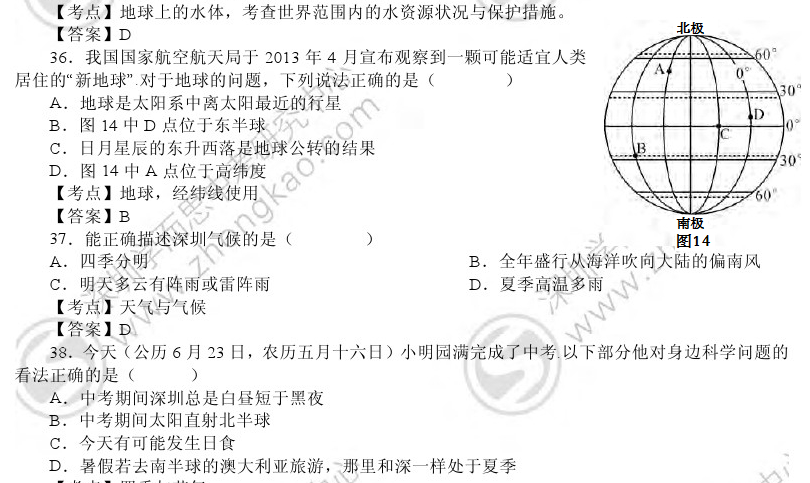 【考点】地球上的水体，考查世界范围内的水资源状况与保护措施。
【答案】D
36．我国国家航空航天局于 2013 年 4 月宣布观察到一颗可能适宜人类
居住的“新地球”.对于地球的问题，下列说法正确的是（ ）
A．地球是太阳系中离太阳最近的行星
B．图 14 中 D 点位于东半球
C．日月星辰的东升西落是地球公转的结果
D．图 14 中 A 点位于高纬度
【考点】地球，经纬线使用
【答案】B
北极
60°
A
0°
30°
D
C
0°
B
30°
60°
南极
图14
37．能正确描述深圳气候的是（ ）
A．四季分明
B．全年盛行从海洋吹向大陆的偏南风
C．明天多云有阵雨或雷阵雨
D．夏季高温多雨
【考点】天气与气候
【答案】D
38．今天（公历 6 月 23 日，农历五月十六日）小明园满完成了中考.以下部分他对身边科学问题的
看法正确的是（ ）
A．中考期间深圳总是白昼短于黑夜
B．中考期间太阳直射北半球
C．今天有可能发生日食
D．暑假若去南半球的澳大利亚旅游，那里和深一样处于夏季